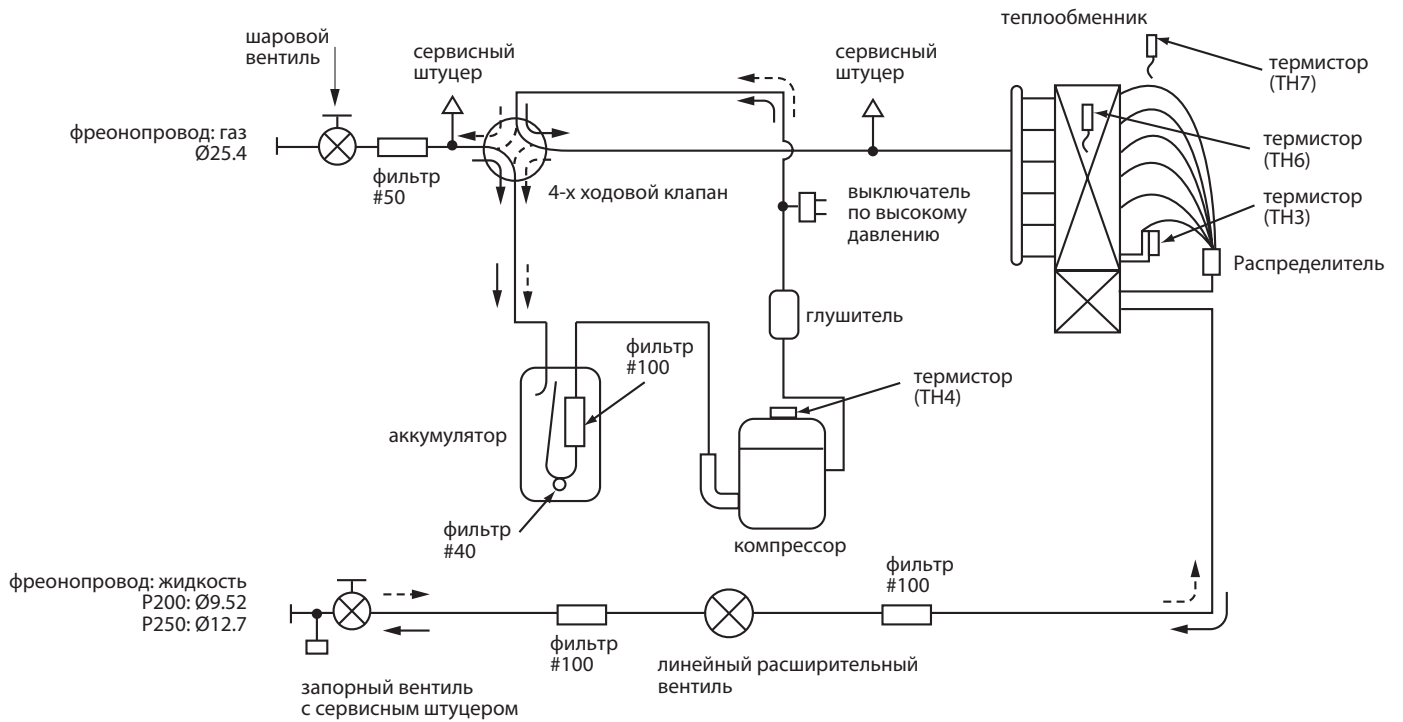 теплообменник
шаровой
вентиль
сервисный
штуцер
сервисный
штуцер
термистор
(TH7)
фреонопровод: газ
Ø25.4
термистор
(TH6)
фильтр
#50
4-х ходовой клапан
выключатель
по высокому
давлению
термистор
(TH3)
Распределитель
глушитель
фильтр
#100
термистор
(TH4)
аккумулятор
фильтр
#40
компрессор
фреонопровод: жидкость
P200: Ø9.52
P250: Ø12.7
фильтр
#100
фильтр
#100
линейный расширительный
вентиль
запорный вентиль
с сервисным штуцером